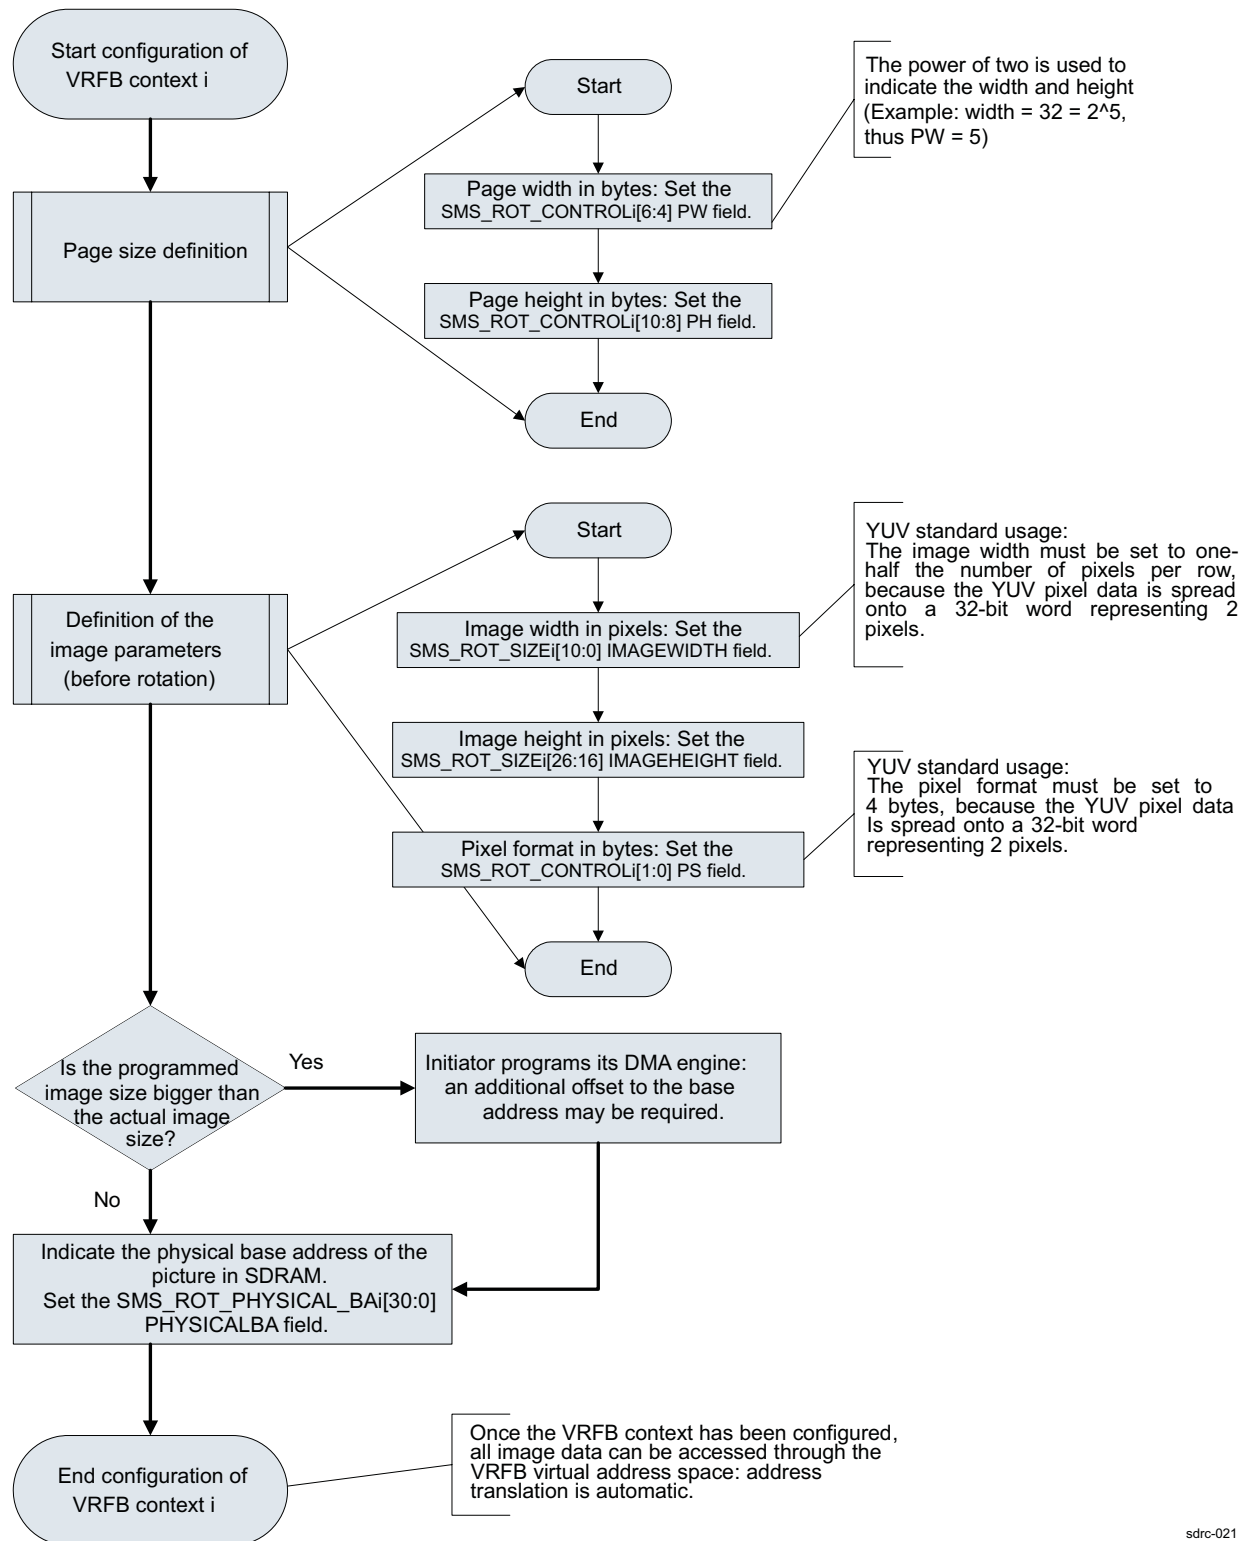 Start configuration of
VRFB context i
Start
The power of two is used to
indicate the width and height
(Example: width = 32 = 2^5,
thus PW = 5)
Page width in bytes: Set the
SMS_ROT_CONTROLi[6:4] PW field.
Page size definition
Page height in bytes: Set the
SMS_ROT_CONTROLi[10:8] PH field.
End
Start
YUV standard usage:
The image width must be set to one-
half the number of pixels per row,
because the YUV pixel data is spread
onto a 32-bit word representing 2
pixels.
Definition of the
image parameters
(before rotation)
Image width in pixels: Set the
SMS_ROT_SIZEi[10:0] IMAGEWIDTH field.
Image height in pixels: Set the
SMS_ROT_SIZEi[26:16] IMAGEHEIGHT field.
YUV standard usage:
The pixel format must be set to
4 bytes, because the YUV pixel data
Is spread onto a 32-bit word
representing 2 pixels.
Pixel format in bytes: Set the
SMS_ROT_CONTROLi[1:0] PS field.
End
Is the programmed
image size bigger than
the actual image
size?
Yes
Initiator programs its DMA engine:
an additional offset to the base
address may be required.
No
Indicate the physical base address of the
picture in SDRAM.
Set the SMS_ROT_PHYSICAL_BAi[30:0]
PHYSICALBA field.
End configuration of
VRFB context i
Once the VRFB context has been configured,
all image data can be accessed through the
VRFB virtual address space: address
translation is automatic.
sdrc-021